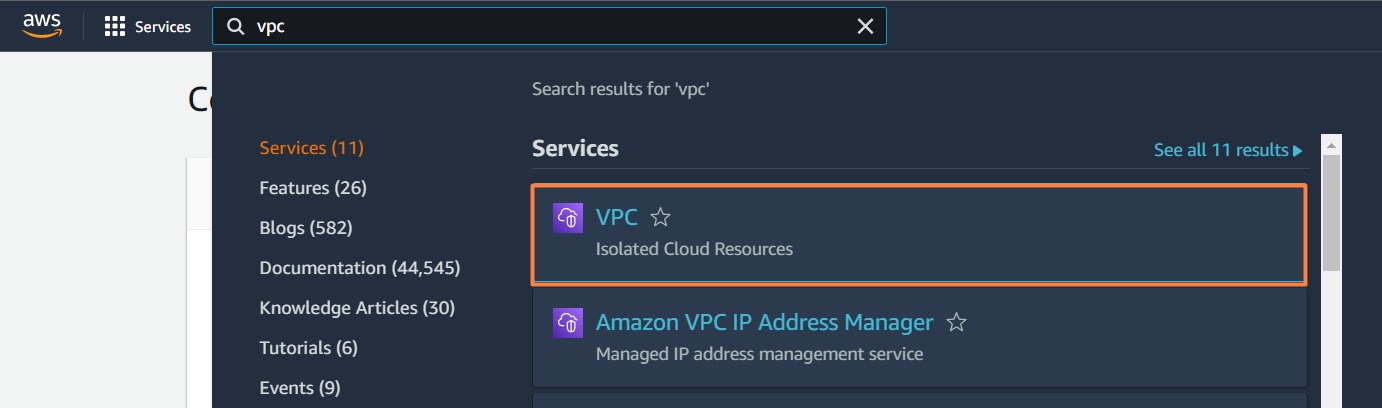 aws
Services
vpc
Search results for 'vpc'
Services (11)
Features (26)
Blogs (582)
Documentation (44,545)
Knowledge Articles (30)
Tutorials (6)
Events (9)
Services
See all 11 results
VPC
Isolated Cloud Resources
Amazon VPC IP Address Manager
Managed IP address management service